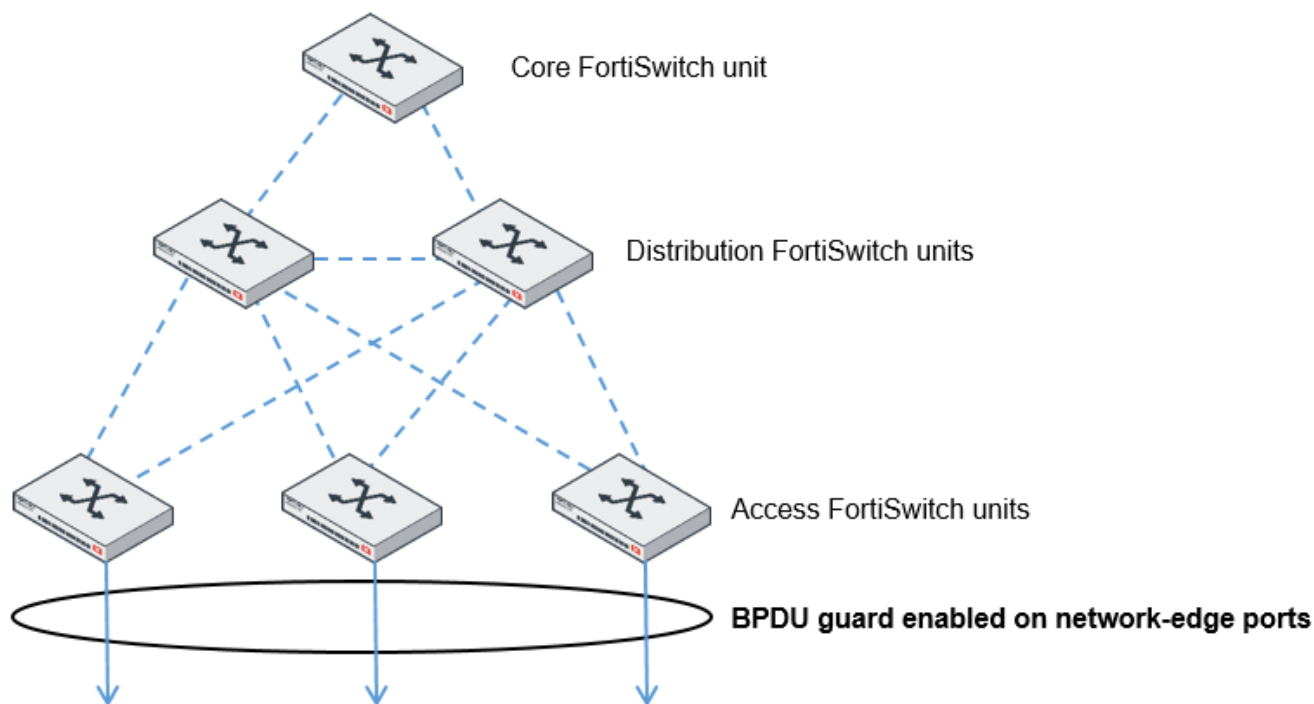 Core FortiSwitch unit
Distribution FortiSwitch units
Access FortiSwitch units
BPDU guard enabled on network-edge ports